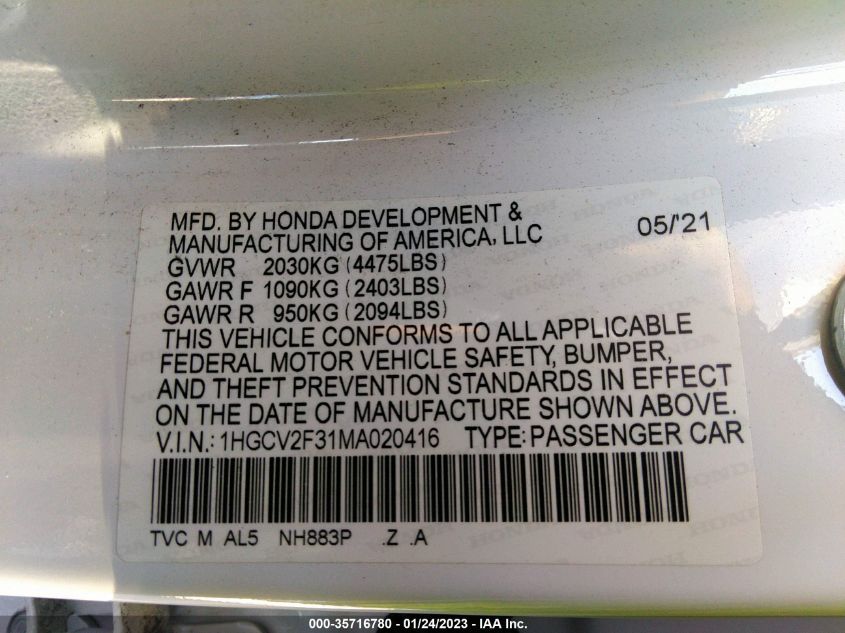 MFD. BY HONDA DEVELOPMENT &
MANUFACTURING OF AMERICA, LLC 05/'21
GVWR 2030KG (4475LBS)
GAWR F 1090KG (2403LBS)
GAWR R 950KG (2094LBS)
THIS VEHICLE CONFORMS TO ALL APPLICABLE
FEDERAL MOTOR VEHICLE SAFETY, BUMPER,
AND THEFT PREVENTION STANDARDS IN EFFECT
ON THE DATE OF MANUFACTURE SHOWN ABOVE.
V.I.N.: 1HGCV2F31MA020416 TYPE: PASSENGER CAR
TVC M AL5 NH883P .Z .A
000-35716780 - 01/24/2023 - IAA Inc.